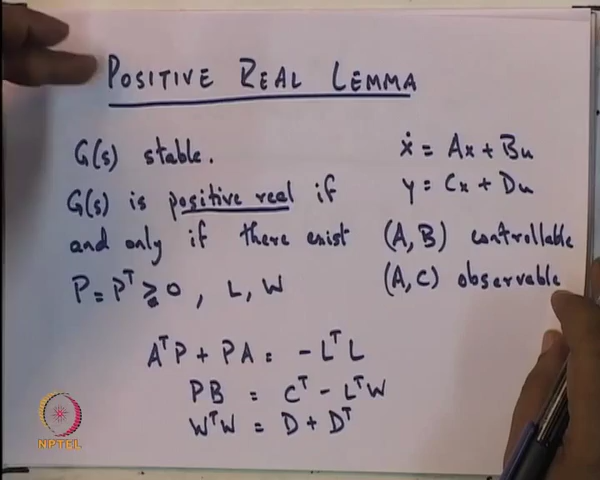 POSITIVE REAL LEMMA
G(s) stable.
G(s) is positive real if
and only if there exist
P = Pᵀ ≥ 0, L, W
ẋ = Ax + Bu
y = Cx + Du
(A, B) controllable
(A, C) observable
AᵀP + PA = -LᵀL
PB = Cᵀ - LᵀW
WᵀW = D + Dᵀ
NPTEL